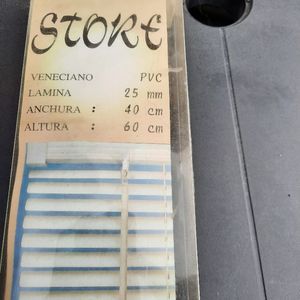 STORE
VENECIANO PVC
LAMINA 25 mm
ANCHURA : 40 cm
ALTURA : 60 cm